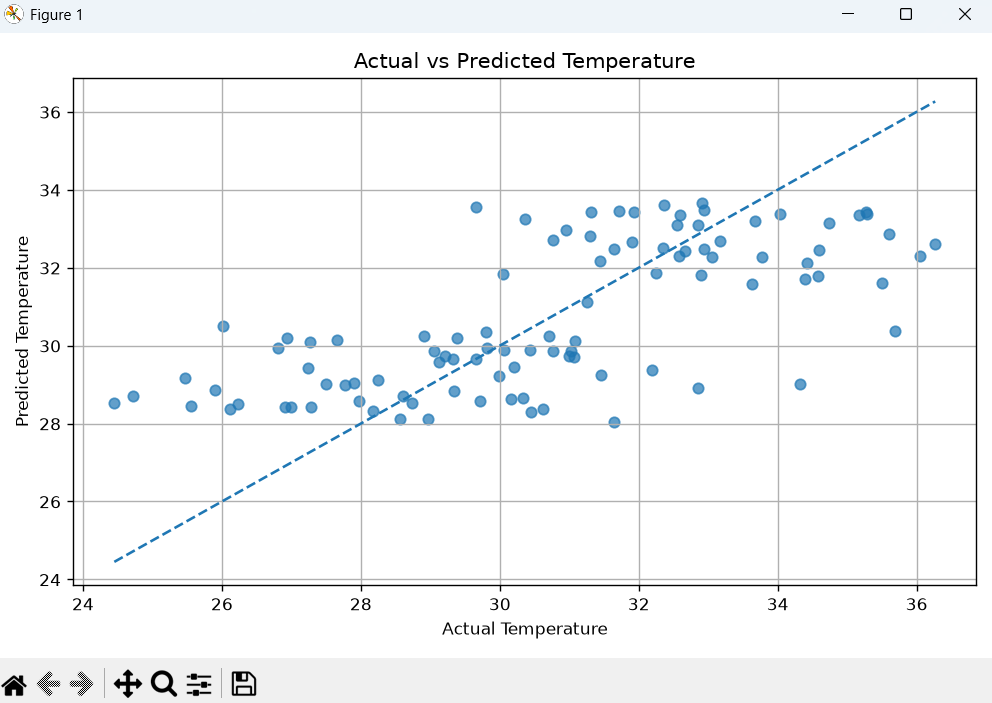 Figure 1
Actual vs Predicted Temperature
36
34
32
30
28
26
24
Predicted Temperature
24 26 28 30 32 34 36
Actual Temperature